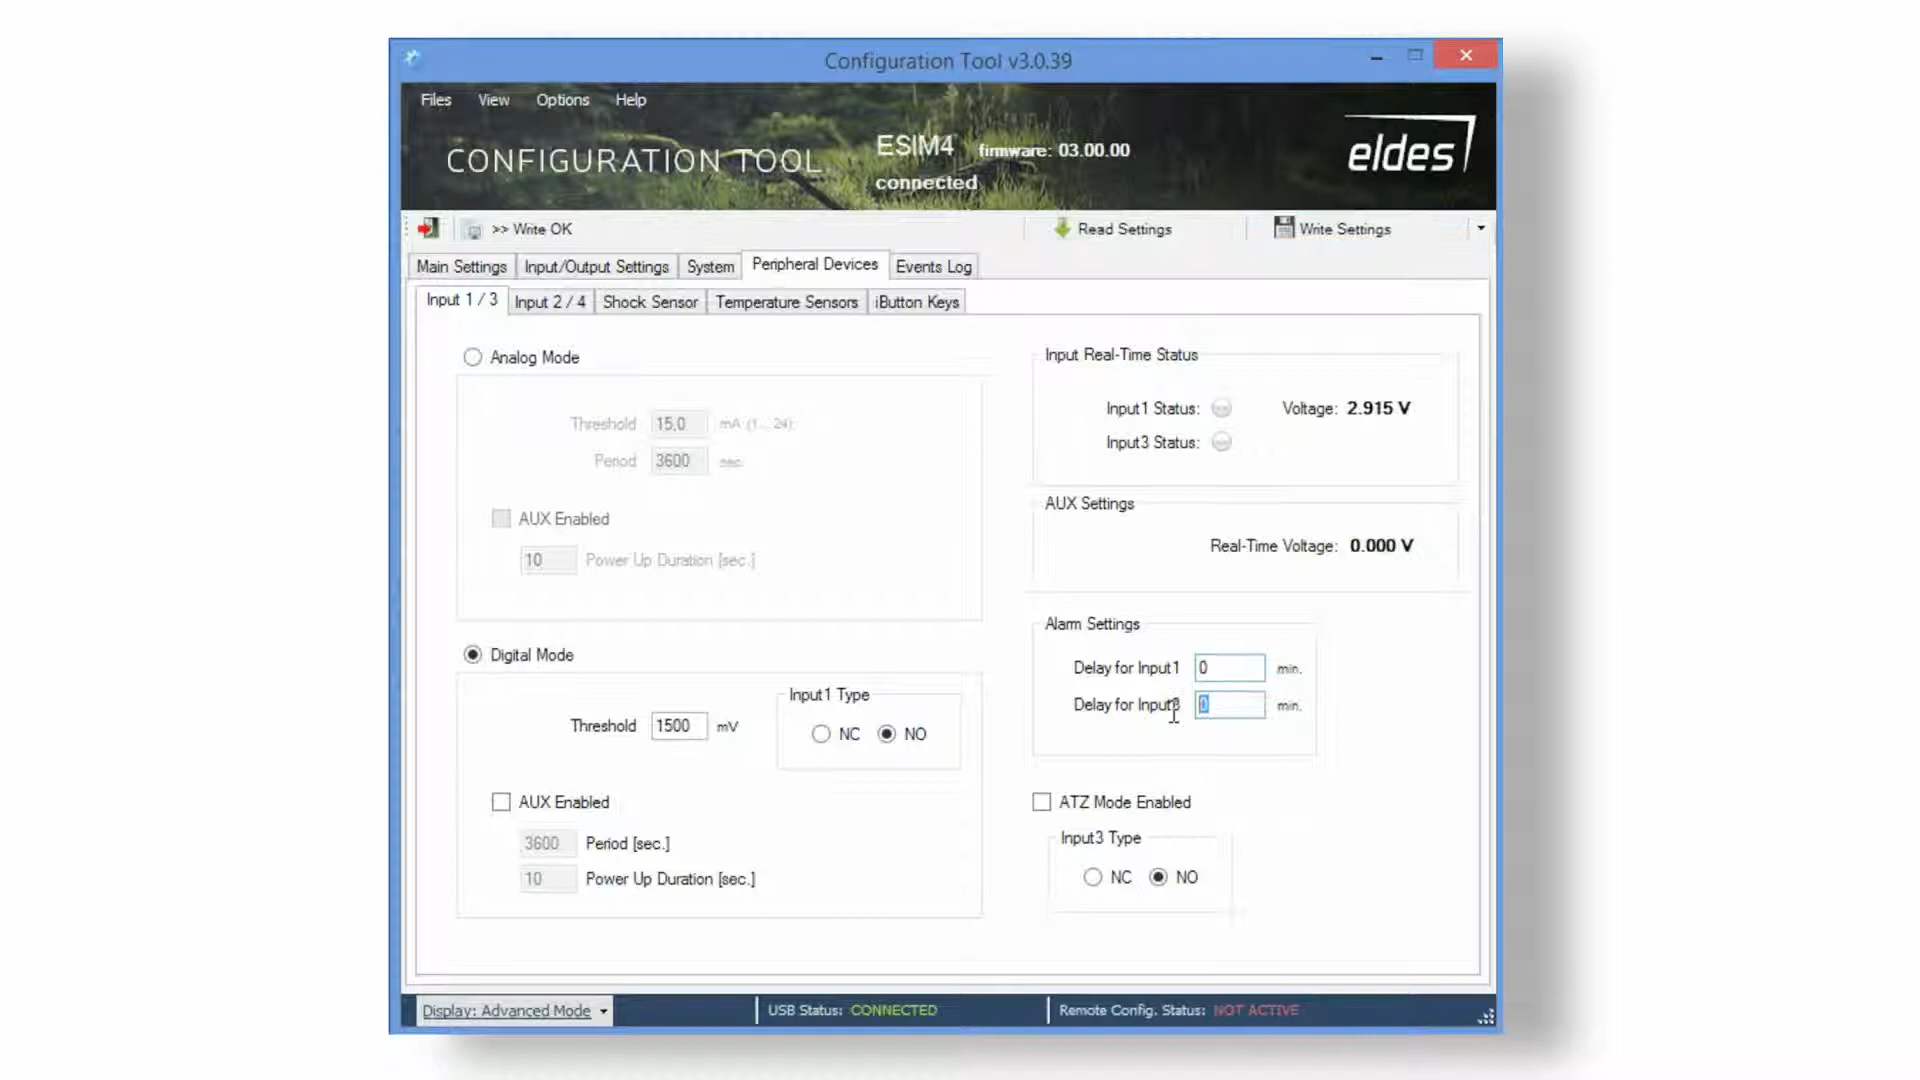 Configuration Tool v3.0.39
Files View Options Help
CONFIGURATION TOOL
ESIM4 firmware: 03.00.00
connected
eldes
>> Write OK
Read Settings
Write Settings
Main Settings Input/Output Settings System Peripheral Devices Events Log
Input 1 / 3 Input 2 / 4 Shock Sensor Temperature Sensors iButton Keys
Analog Mode
Threshold 15,0 mA (1... 24)
Period 3600 sec.
AUX Enabled
10 Power Up Duration [sec.]
Digital Mode
Threshold 1500 mV
Input1 Type
NC NO
AUX Enabled
3600 Period [sec.]
10 Power Up Duration [sec.]
Input Real-Time Status
Input1 Status: Voltage: 2.915 V
Input3 Status:
AUX Settings
Real-Time Voltage: 0.000 V
Alarm Settings
Delay for Input1 0 min.
Delay for Input3 0 min.
ATZ Mode Enabled
Input3 Type
NC NO
Display: Advanced Mode
USB Status: CONNECTED
Remote Config. Status: NOT ACTIVE